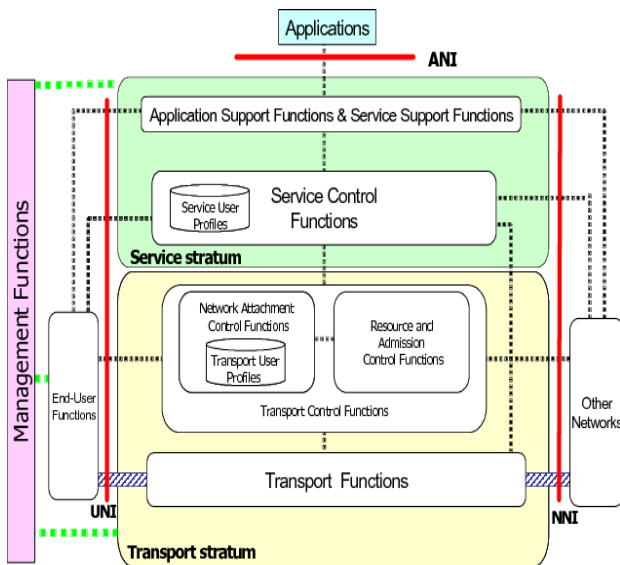 Applications
ANI
Application Support Functions & Service Support Functions
Service User
Profiles
Service Control
Functions
Service stratum
Management Functions
Network Attachment
Control Functions
Transport User
Profiles
Resource and
Admission
Control Functions
Transport Control Functions
End-User
Functions
Other
Networks
Transport Functions
UNI
NNI
Transport stratum